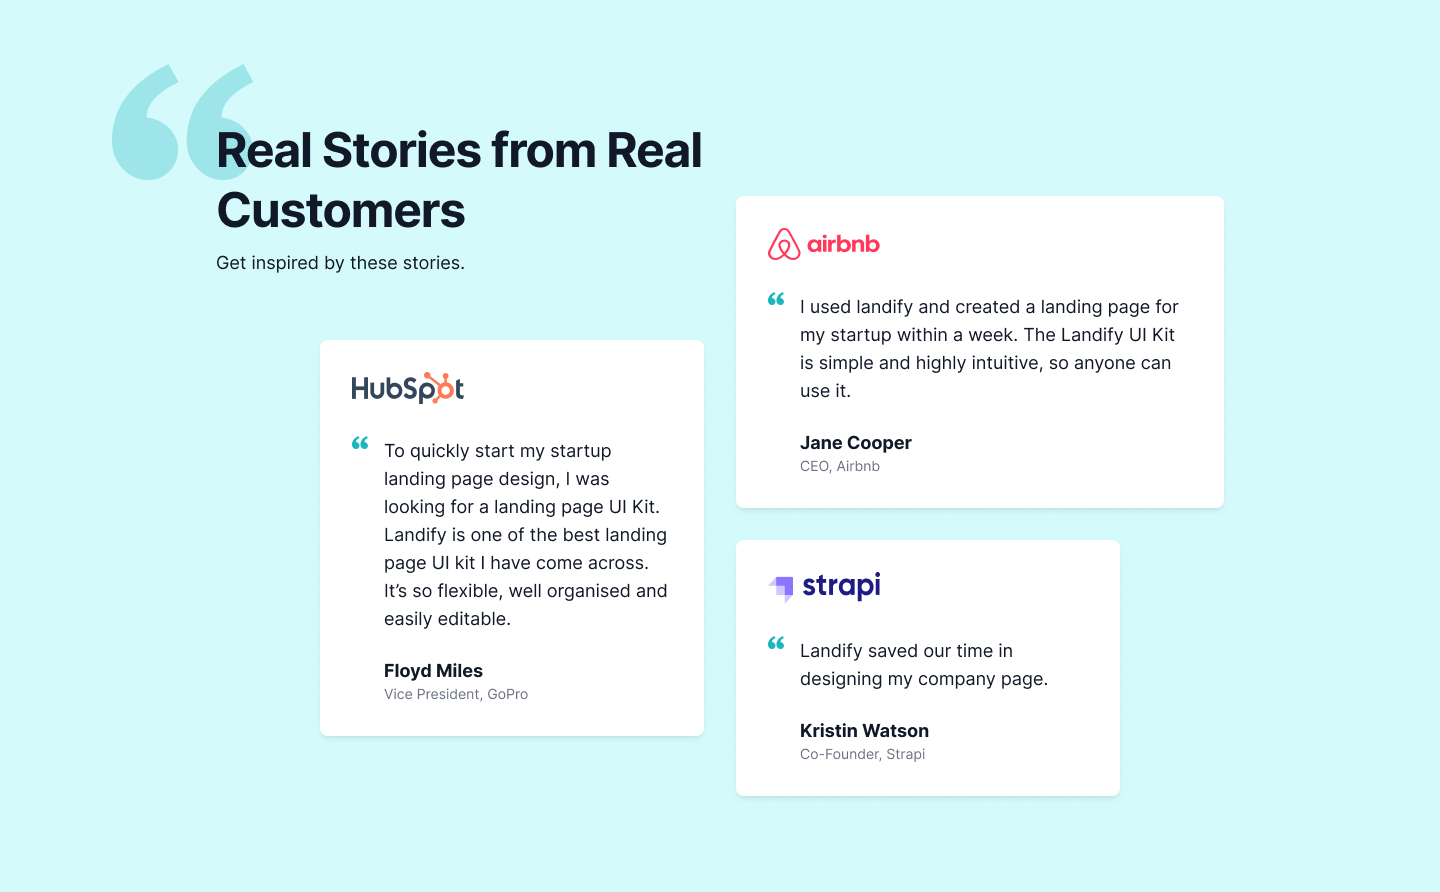 Real Stories from Real
Customers
Get inspired by these stories.
HubSpot
To quickly start my startup
landing page design, I was
looking for a landing page UI Kit.
Landify is one of the best landing
page UI kit I have come across.
It’s so flexible, well organised and
easily editable.
Floyd Miles
Vice President, GoPro
airbnb
I used landify and created a landing page for
my startup within a week. The Landify UI Kit
is simple and highly intuitive, so anyone can
use it.
Jane Cooper
CEO, Airbnb
strapi
Landify saved our time in
designing my company page.
Kristin Watson
Co-Founder, Strapi